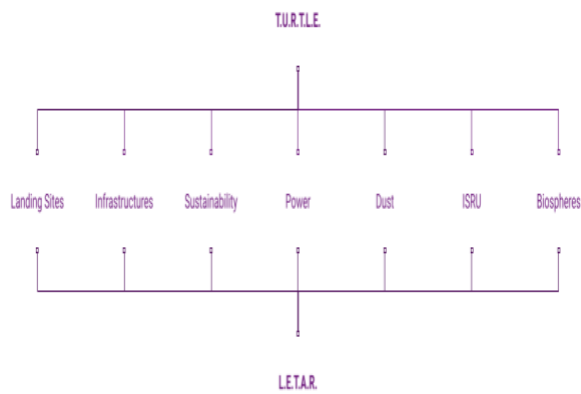 T.U.R.T.L.E.
Landing Sites Infrastructures Sustainability Power Dust ISRU Biospheres
L.E.T.A.R.